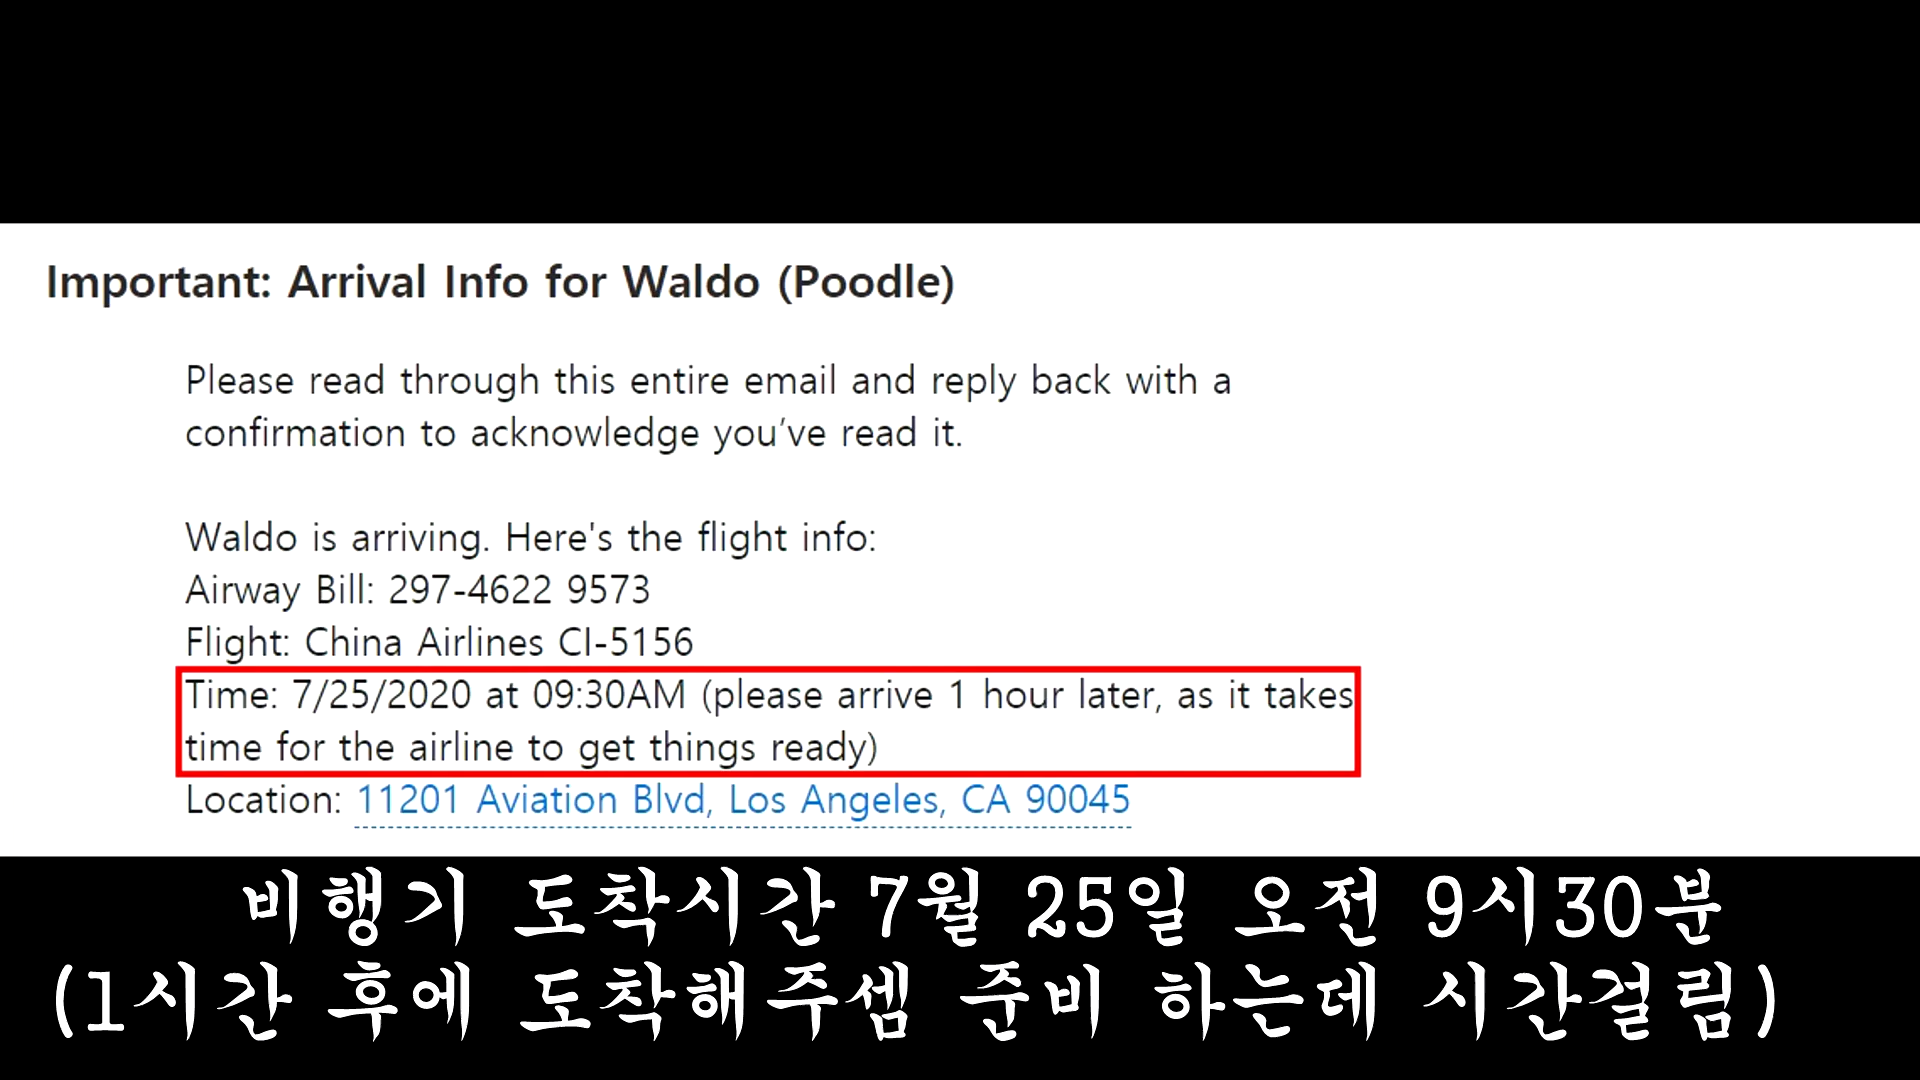 Important: Arrival Info for Waldo (Poodle)
Please read through this entire email and reply back with a
confirmation to acknowledge you’ve read it.
Waldo is arriving. Here's the flight info:
Airway Bill: 297-4622 9573
Flight: China Airlines CI-5156
Time: 7/25/2020 at 09:30AM (please arrive 1 hour later, as it takes
time for the airline to get things ready)
Location: 11201 Aviation Blvd, Los Angeles, CA 90045
비행기 도착시간 7월 25일 오전 9시30분
(1시간 후에 도착해주셈 준비 하는데 시간걸림)